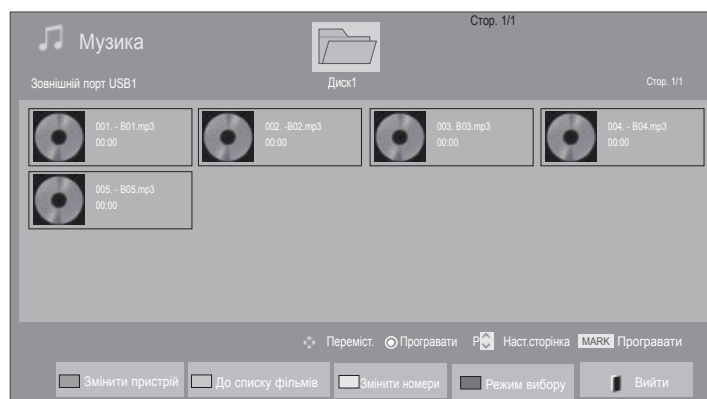 Стор. 1/1
Музика
Зовнішній порт USB1
Диск1
Стор. 1/1
001. - B01.mp3
00:00
002. -B02.mp3
00:00
003. B03.mp3
00:00
004. - B04.mp3
00:00
005. - B05.mp3
00:00
Переміст. Програвати P Наст.сторінка MARK Програвати
Змінити пристрій До списку фільмів Змінити номери Режим вибору Вийти